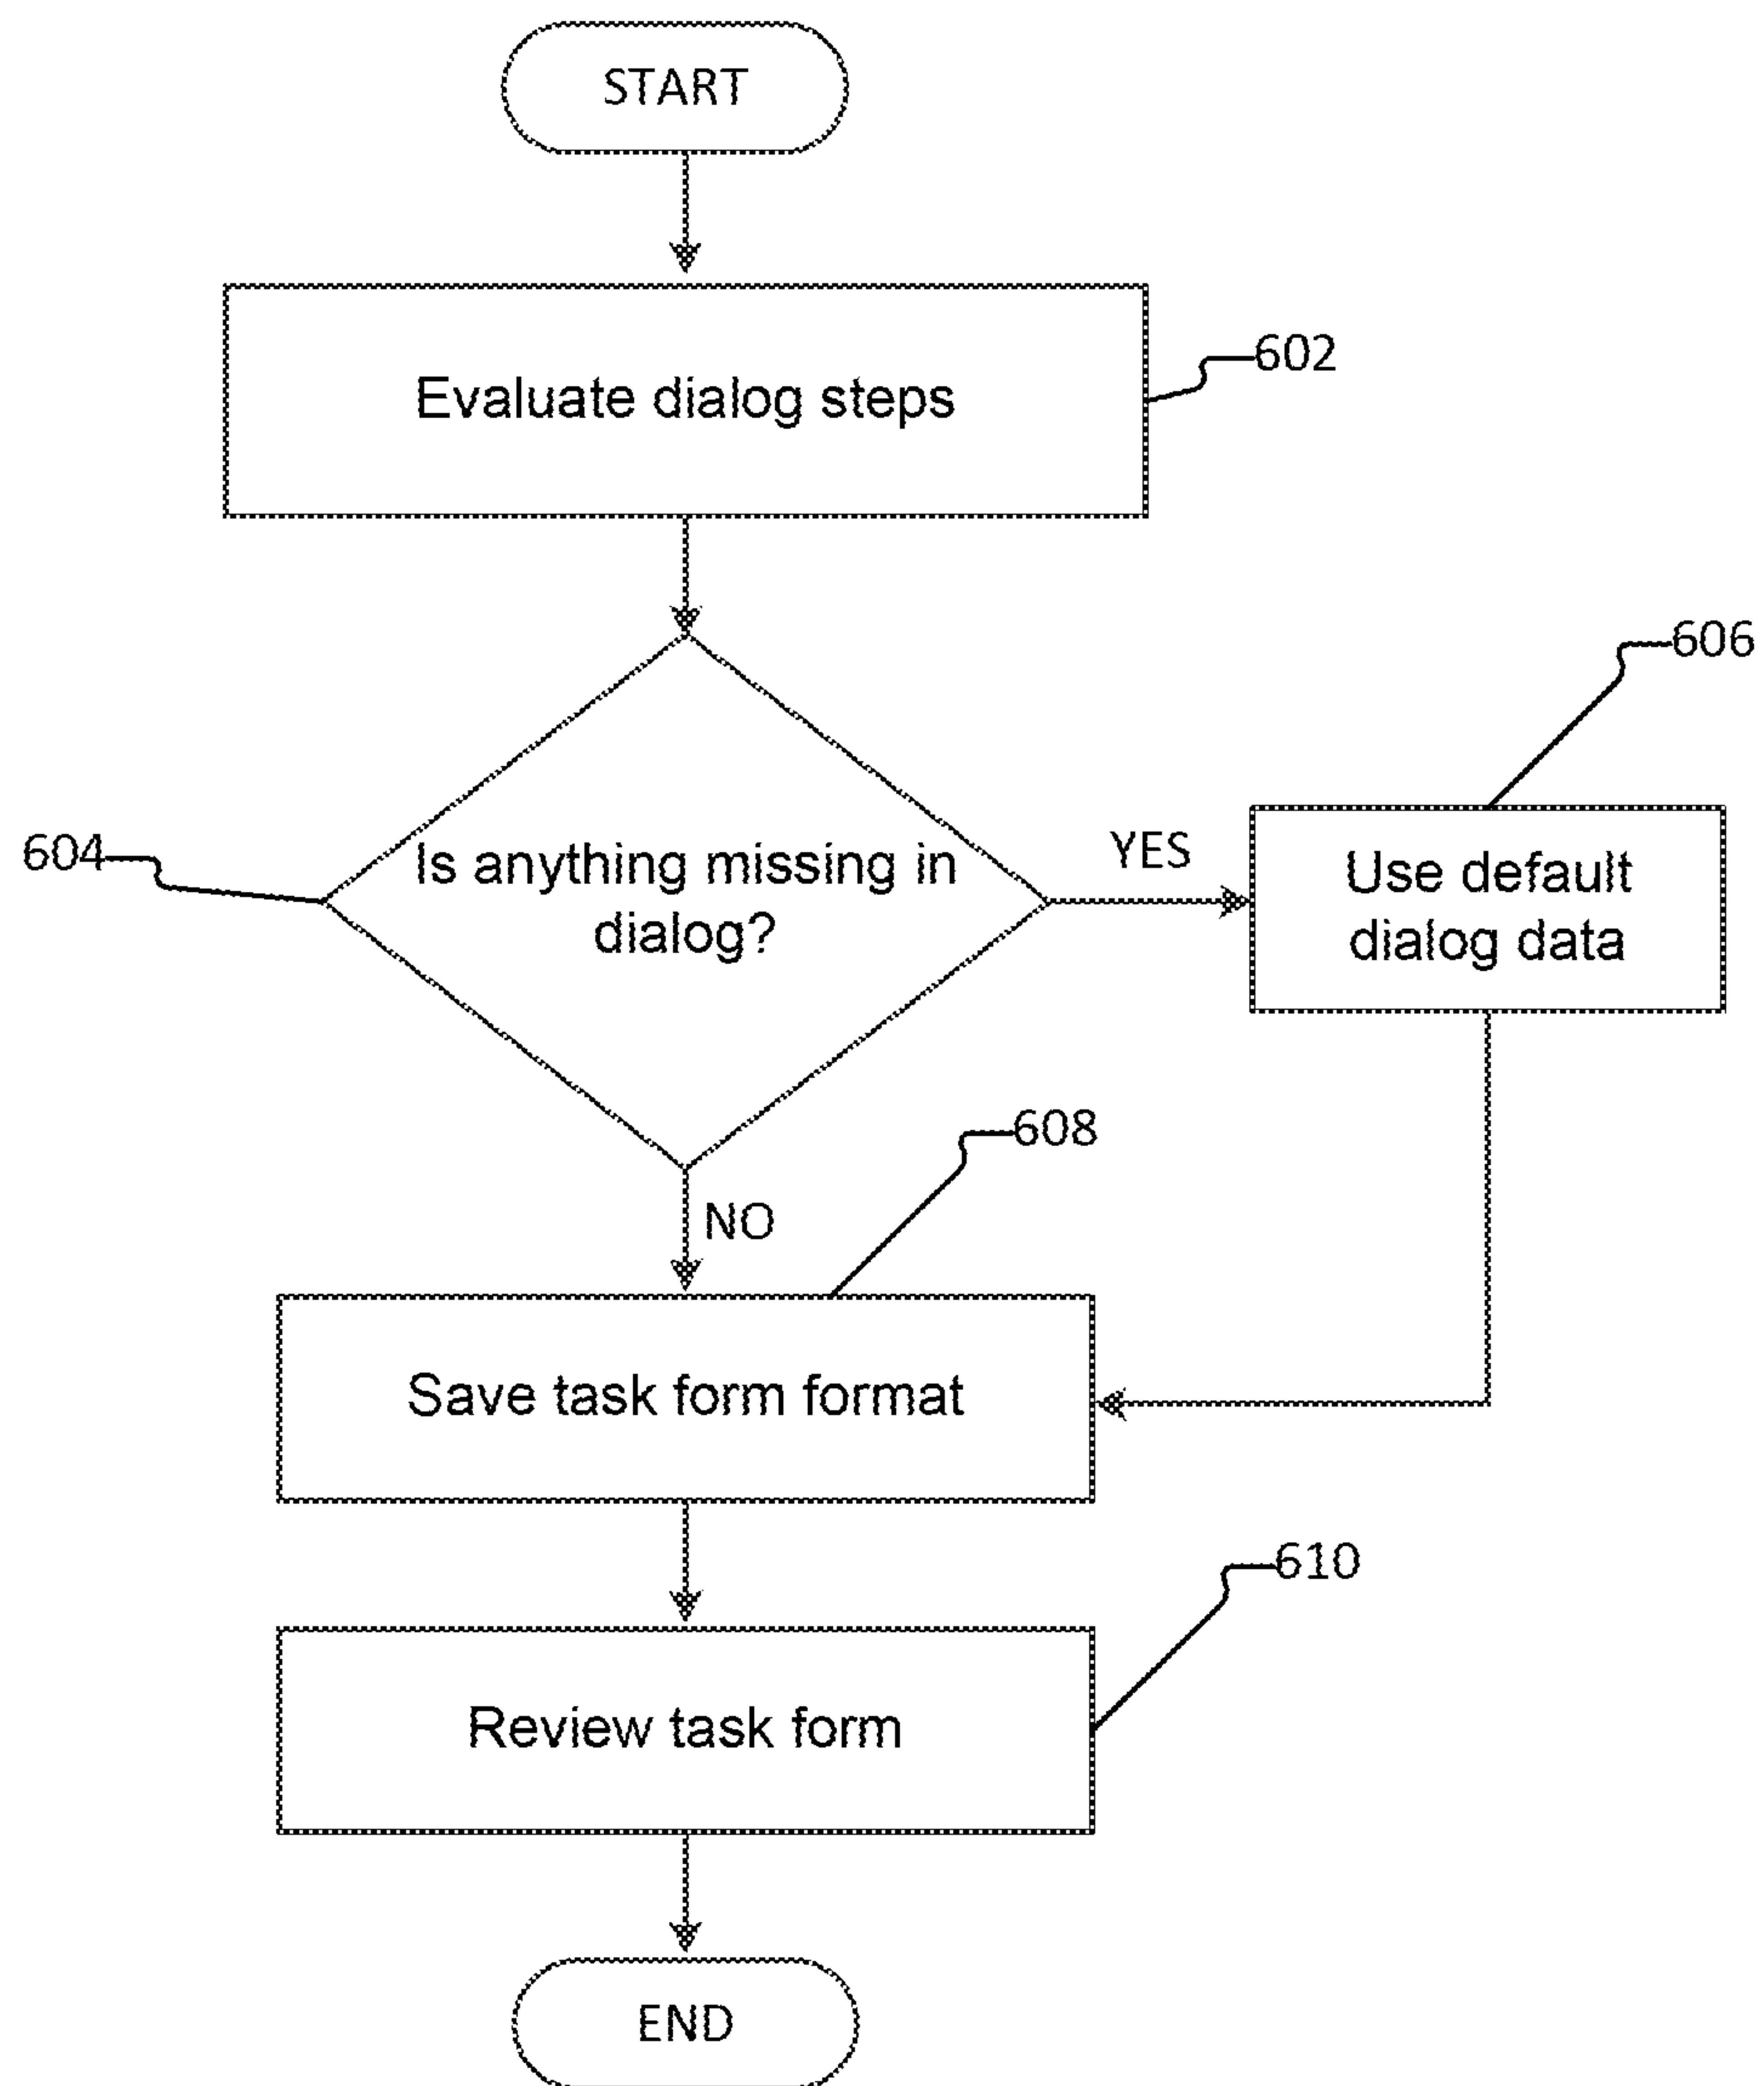 START
Evaluate dialog steps
602
606
604
Is anything missing in
dialog?
YES
Use default
dialog data
608
NO
Save task form format
610
Review task form
END